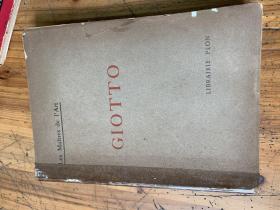 Les Maîtres de l'Art
GIOTTO
LIBRAIRIE PLON